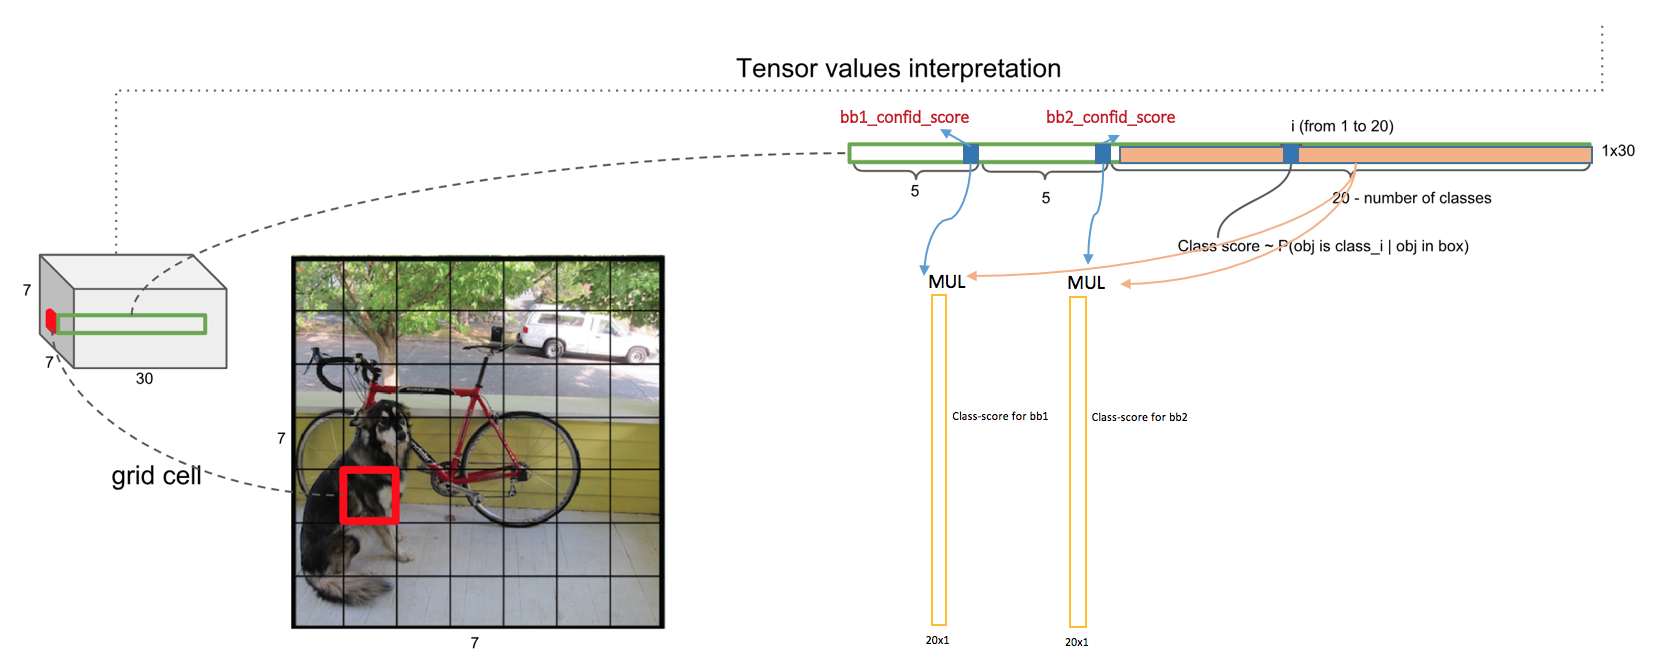 Tensor values interpretation
bb1_confid_score
bb2_confid_score
i (from 1 to 20)
1x30
5
5
20 - number of classes
Class score ~ P(obj is class_i | obj in box)
MUL
MUL
7
7
30
grid cell
7
7
Class-score for bb1
Class-score for bb2
20x1
20x1